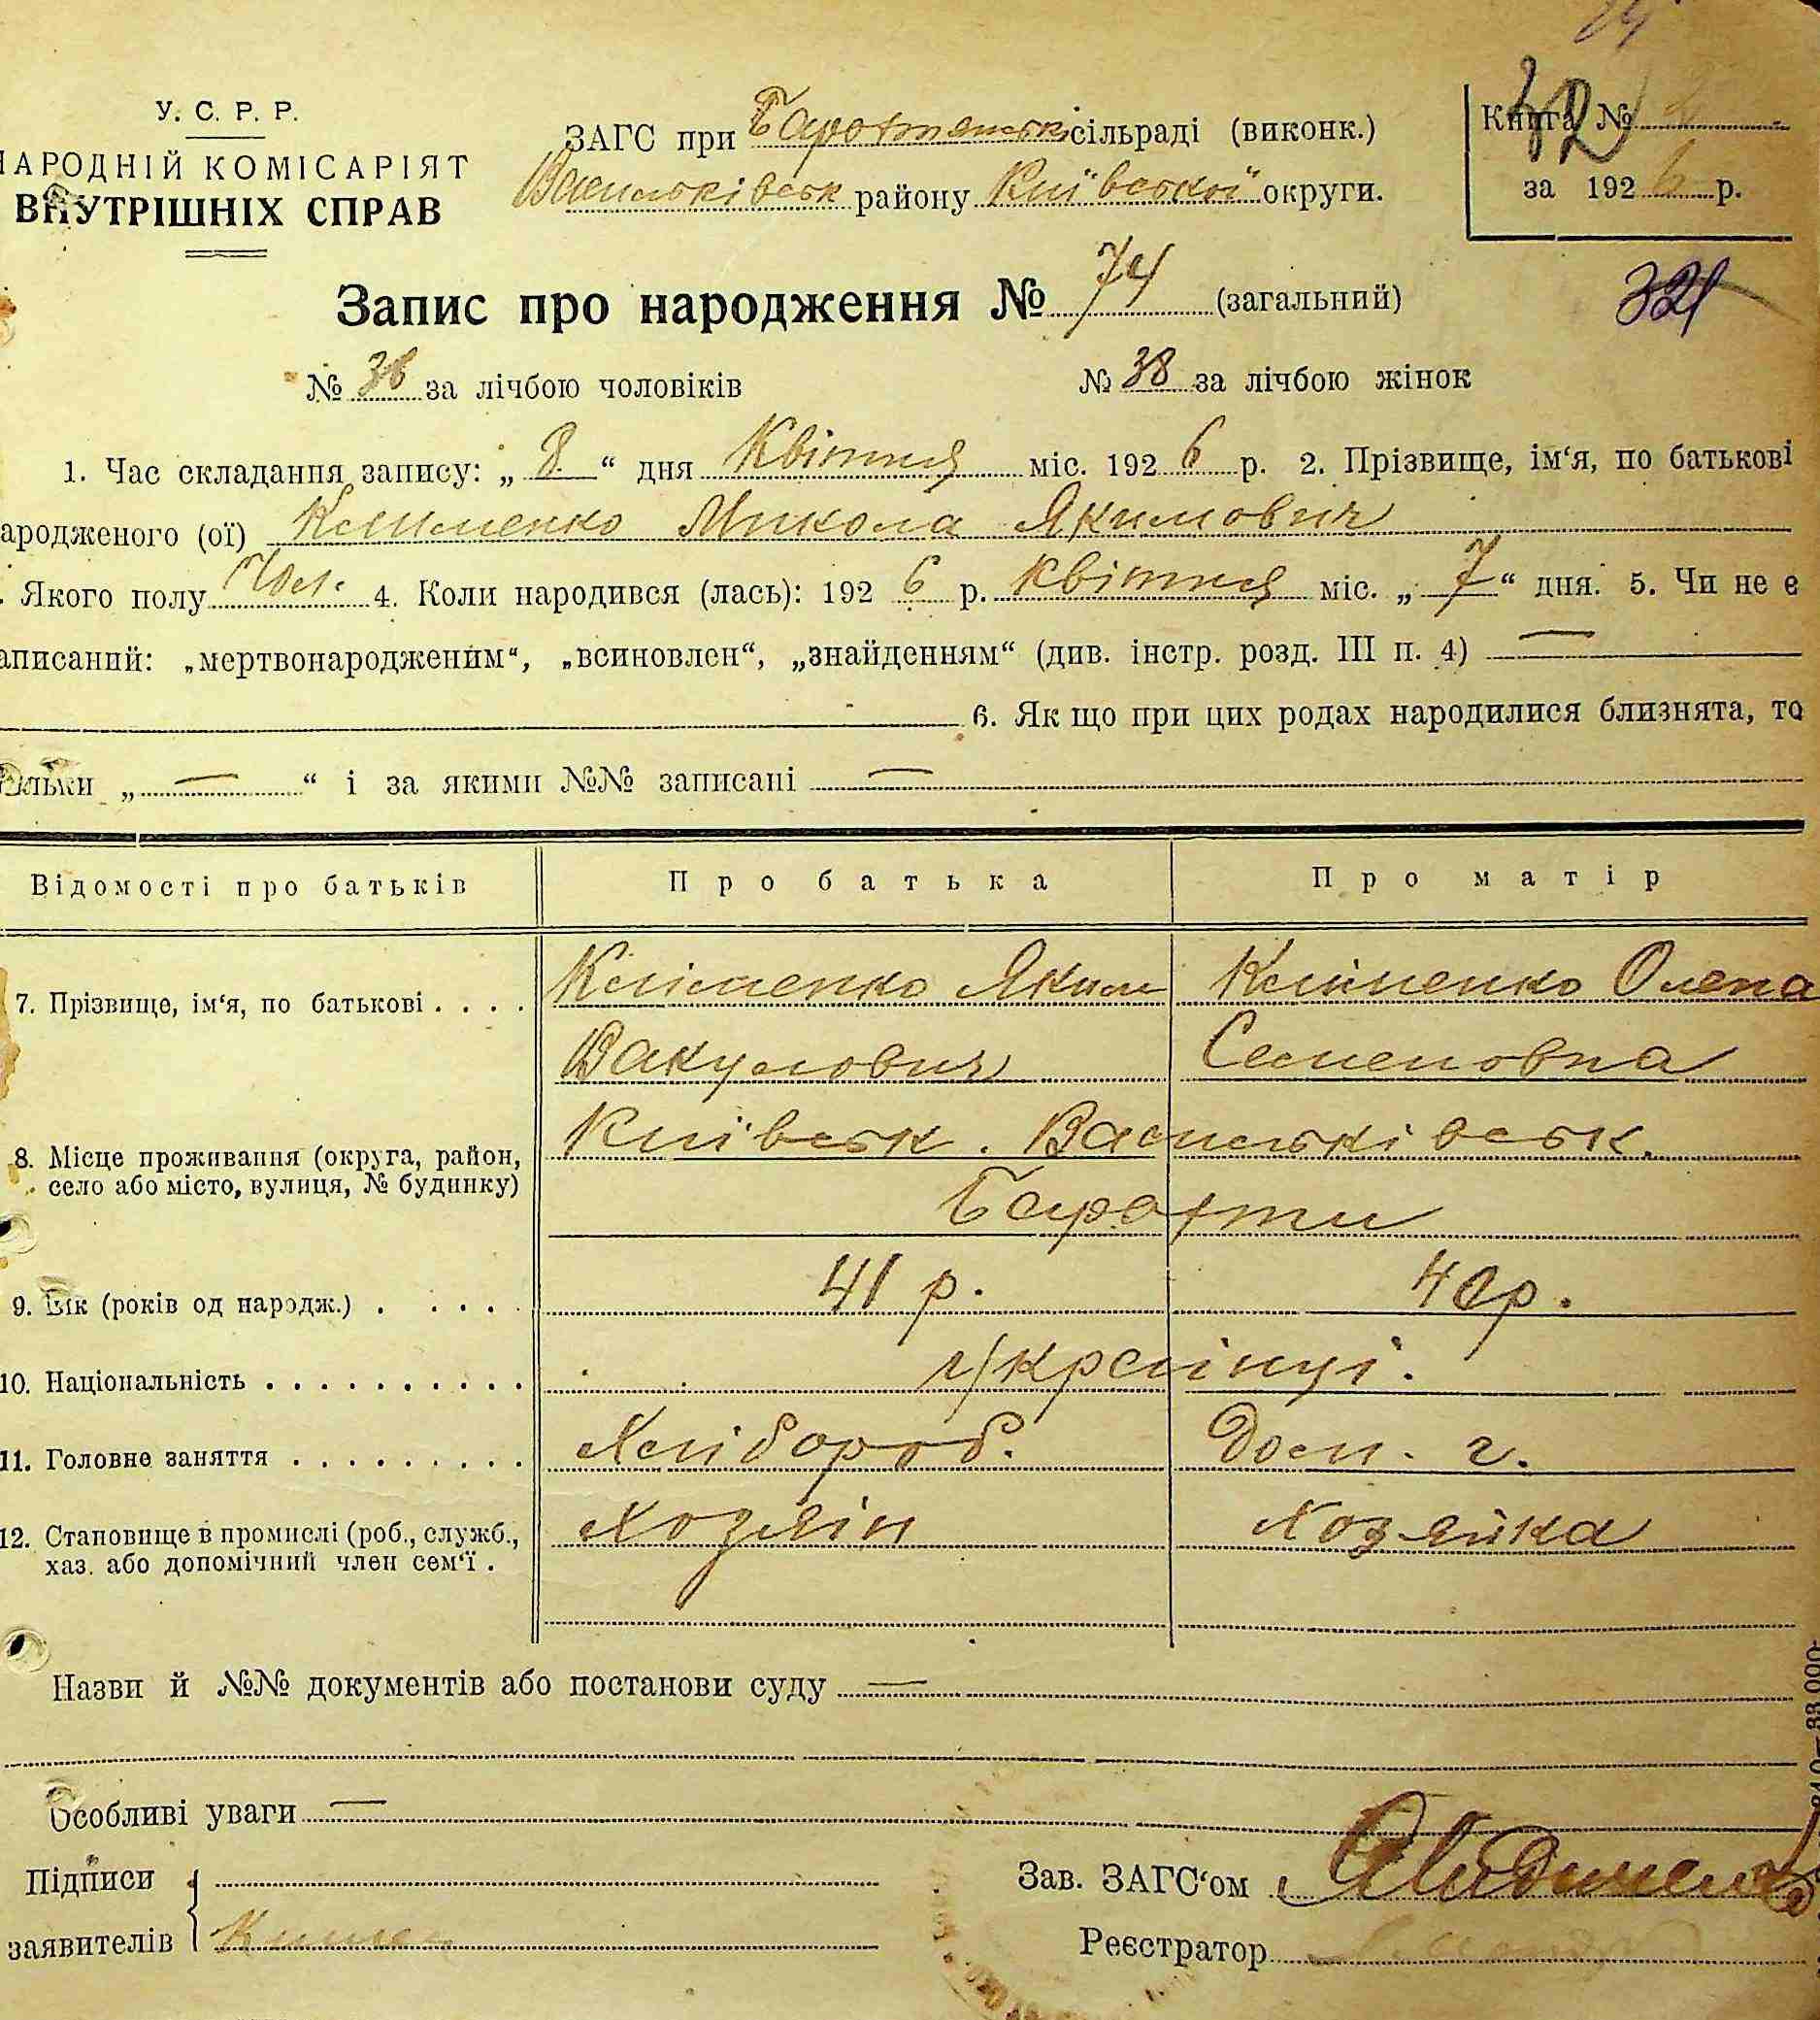 У. С. Р. Р.
НАРОДНІЙ КОМІСАРІЯТ
ВНУТРІШНІХ СПРАВ
ЗАГС при Барахтянськ сільраді (виконк.)
Васильківськ району Київської округи.
Книга №
за 1926 р.
Запис про народження № 74 (загальний)
321
№ 36 за лічбою чоловіків № 38 за лічбою жінок
1. Час складання запису: „ 8 “ дня Квітня міс. 1926 р. 2. Прізвище, ім‘я, по батькові
ародженого (ої) Клименко Микола Якимович
. Якого полу Чол. 4. Коли народився (лась): 1926 р. Квітня міс. „ 7 “ дня. 5. Чи не є
аписаний: „мертвонародженим“, „всиновлен“, „знайденням“ (див. інстр. розд. III п. 4) —
6. Як що при цих родах народилися близнята, то
кільки „ — “ і за якими №№ записані —
Відомості про батьків Про батька Про матір
7. Прізвище, ім‘я, по батькові . . . . Кліменко Яким Клименко Олена
Вакулович Семеновна
8. Місце проживання (округа, район, Київськ. Васильківськ.
село або місто, вулиця, № будинку) Барахти
9. Вік (років од народж.) . . . . . 41 р. 40 р.
10. Національність . . . . . . . . . . Українці.
11. Головне заняття . . . . . . . . . Хлібороб. Дом. г.
12. Становище в промислі (роб., служб., Хозяїн Хозяйка
хаз. або допомічний член сем‘ї .
Назви й №№ документів або постанови суду —
Особливі уваги —
Підписи
заявителів
Зав. ЗАГС‘ом
Реєстратор